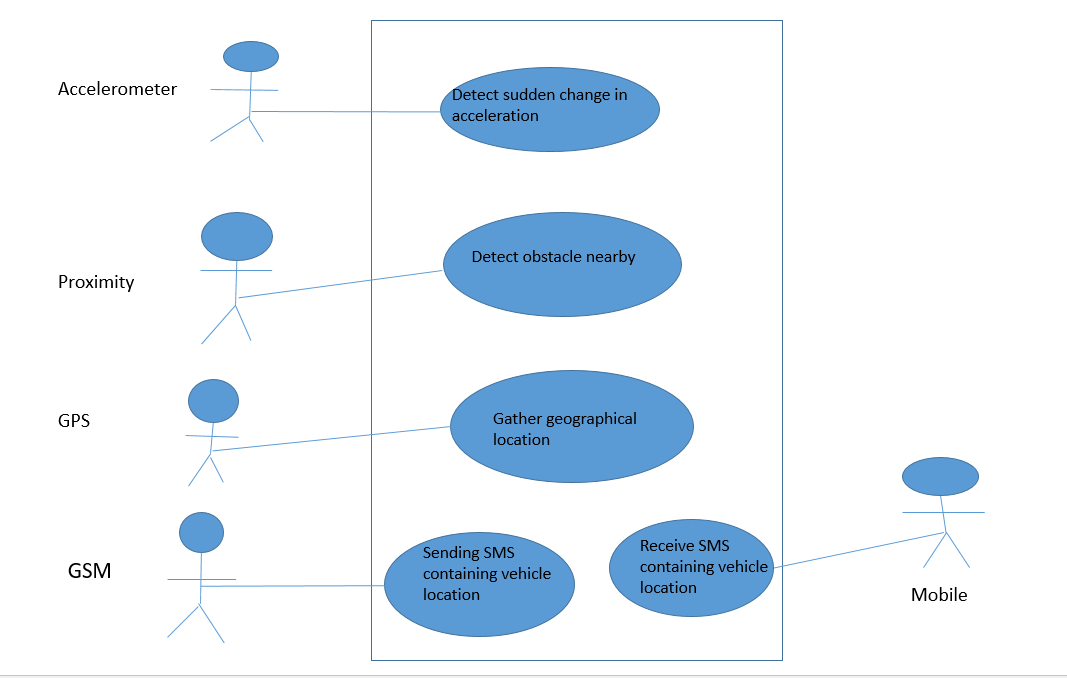 Accelerometer
Detect sudden change in
acceleration
Proximity
Detect obstacle nearby
GPS
Gather geographical
location
GSM
Sending SMS
containing vehicle
location
Receive SMS
containing vehicle
location
Mobile